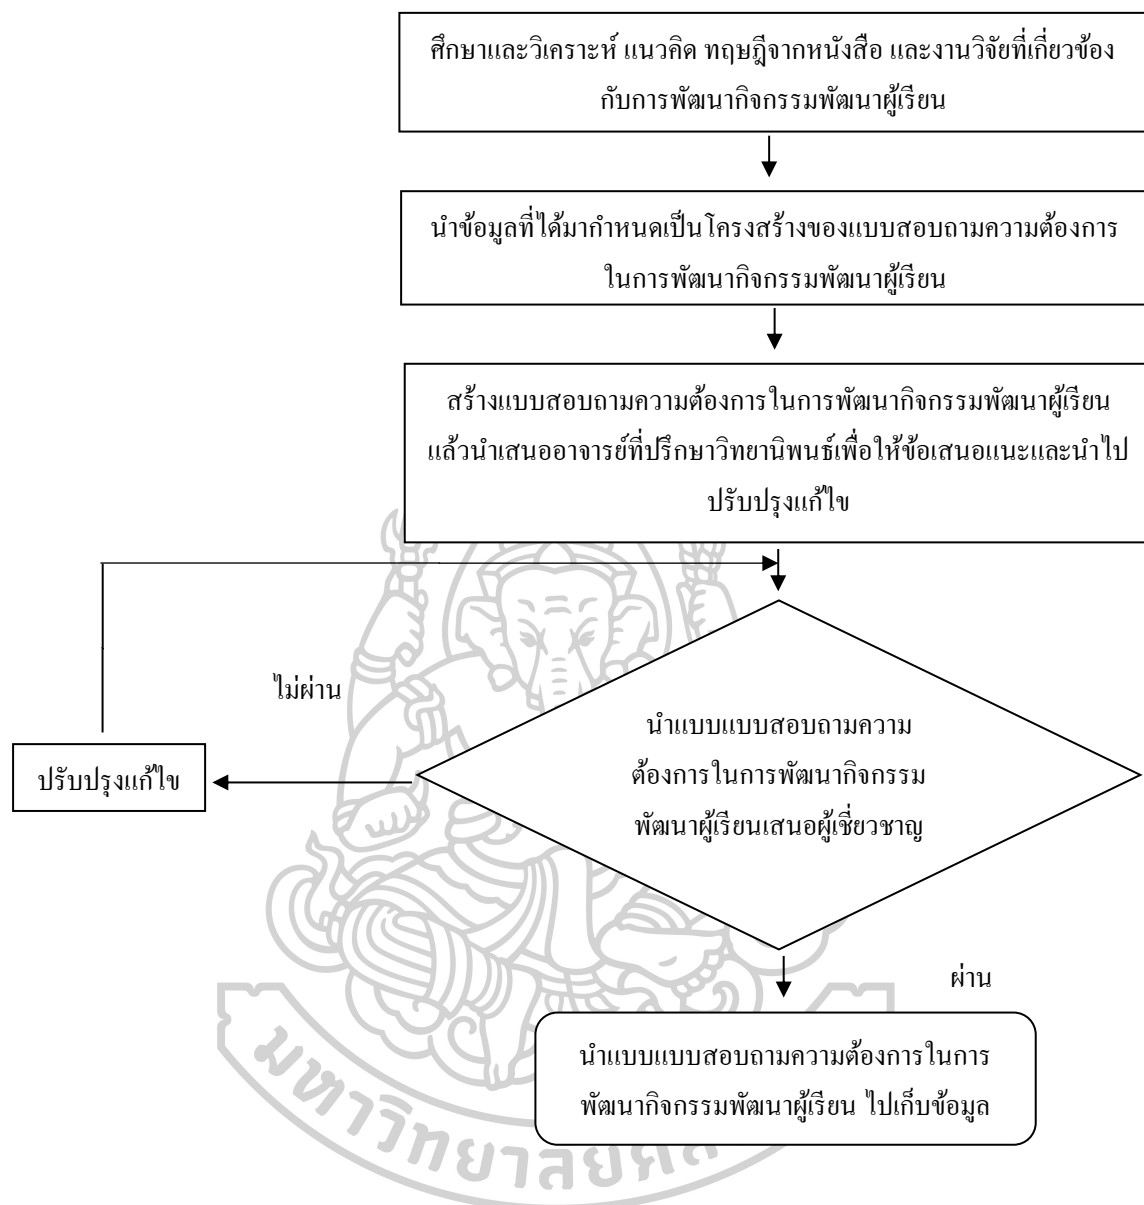 ศึกษาและวิเคราะห์ แนวคิด ทฤษฎีจากหนังสือ และงานวิจัยที่เกี่ยวข้อง
กับการพัฒนากิจกรรมพัฒนาผู้เรียน
นำข้อมูลที่ได้มากำหนดเป็นโครงสร้างของแบบสอบถามความต้องการ
ในการพัฒนากิจกรรมพัฒนาผู้เรียน
สร้างแบบสอบถามความต้องการในการพัฒนากิจกรรมพัฒนาผู้เรียน
แล้วนำเสนออาจารย์ที่ปรึกษาวิทยานิพนธ์เพื่อให้ข้อเสนอแนะและนำไป
ปรับปรุงแก้ไข
ไม่ผ่าน
นำแบบแบบสอบถามความ
ต้องการในการพัฒนากิจกรรม
พัฒนาผู้เรียนเสนอผู้เชี่ยวชาญ
ปรับปรุงแก้ไข
ผ่าน
นำแบบแบบสอบถามความต้องการในการ
พัฒนากิจกรรมพัฒนาผู้เรียน ไปเก็บข้อมูล
มหาวิทยาลัย